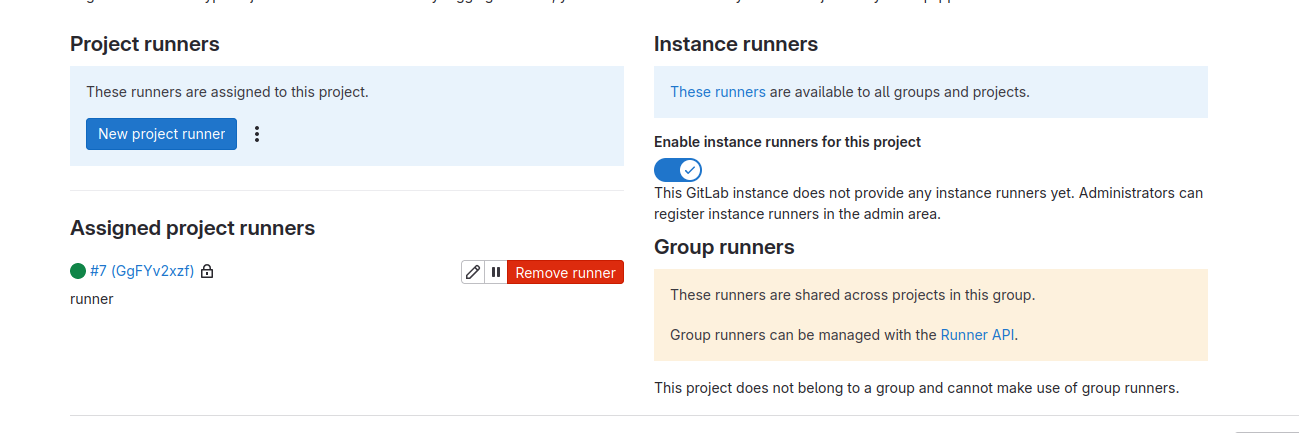 Project runners
These runners are assigned to this project.
New project runner
Assigned project runners
#7 (GgFYv2xzf)
Remove runner
runner
Instance runners
These runners are available to all groups and projects.
Enable instance runners for this project
This GitLab instance does not provide any instance runners yet. Administrators can
register instance runners in the admin area.
Group runners
These runners are shared across projects in this group.
Group runners can be managed with the Runner API.
This project does not belong to a group and cannot make use of group runners.